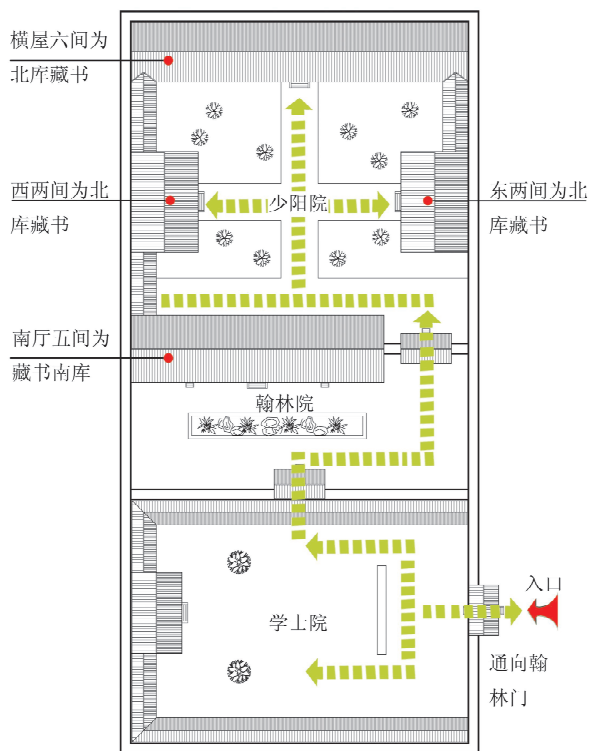 横屋六间为
北库藏书
西两间为北
库藏书
少阳院
东两间为北
库藏书
南厅五间为
藏书南库
翰林院
学士院
入口
通向翰
林门